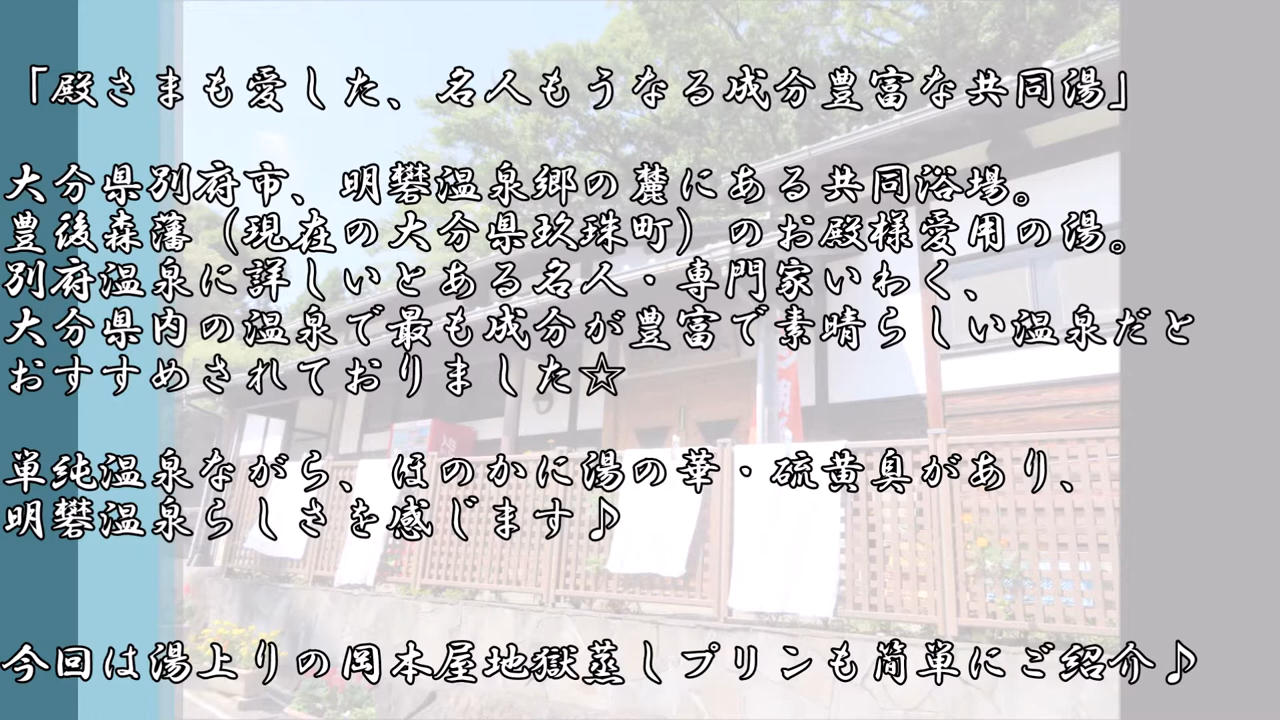 「殿さまも愛した、名人もうなる成分豊富な共同湯」
大分県別府市、明礬温泉郷の麓にある共同浴場。
豊後森藩（現在の大分県玖珠町）のお殿様愛用の湯。
別府温泉に詳しいとある名人・専門家いわく、
大分県内の温泉で最も成分が豊富で素晴らしい温泉だと
おすすめされておりました☆
単純温泉ながら、ほのかに湯の華・硫黄臭があり、
明礬温泉らしさを感じます♪
今回は湯上りの岡本屋地獄蒸しプリンも簡単にご紹介♪